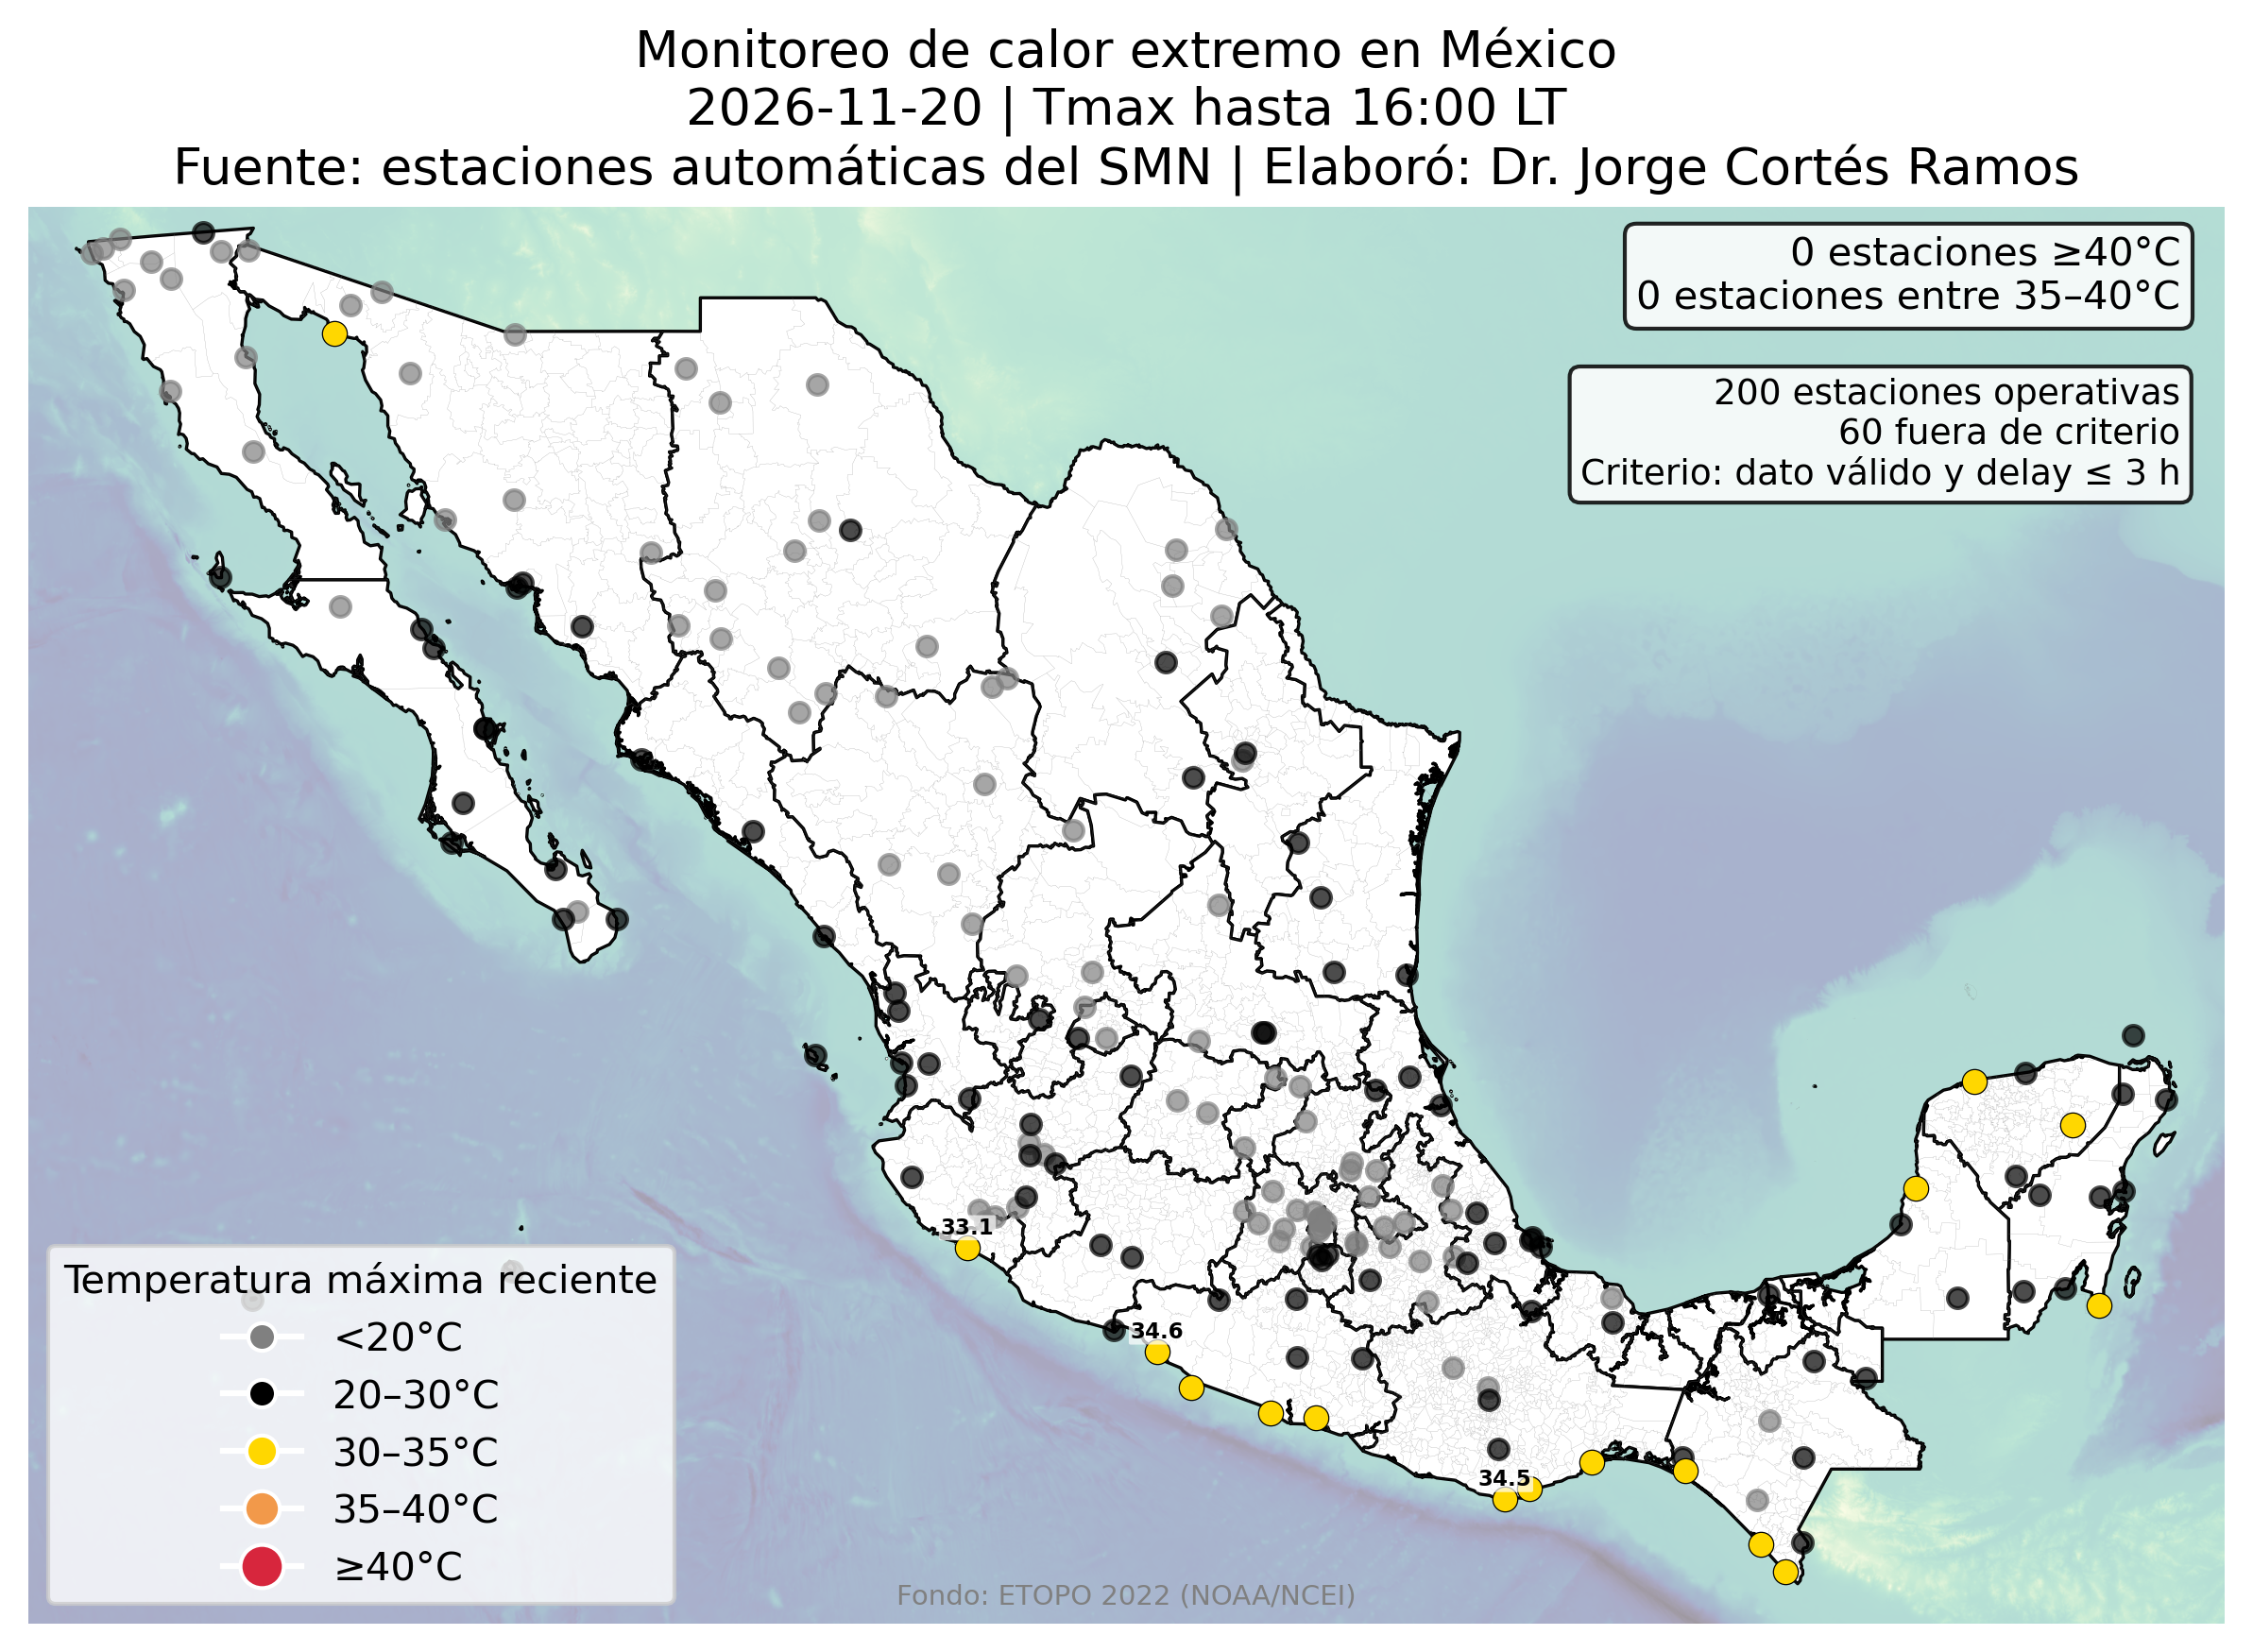 Monitoreo de calor extremo en México
2026-11-20 | Tmax hasta 16:00 LT
Fuente: estaciones automáticas del SMN | Elaboró: Dr. Jorge Cortés Ramos
0 estaciones ≥40°C
0 estaciones entre 35–40°C
200 estaciones operativas
60 fuera de criterio
Criterio: dato válido y delay ≤ 3 h
33.1
34.6
34.5
Temperatura máxima reciente
<20°C
20–30°C
30–35°C
35–40°C
≥40°C
Fondo: ETOPO 2022 (NOAA/NCEI)